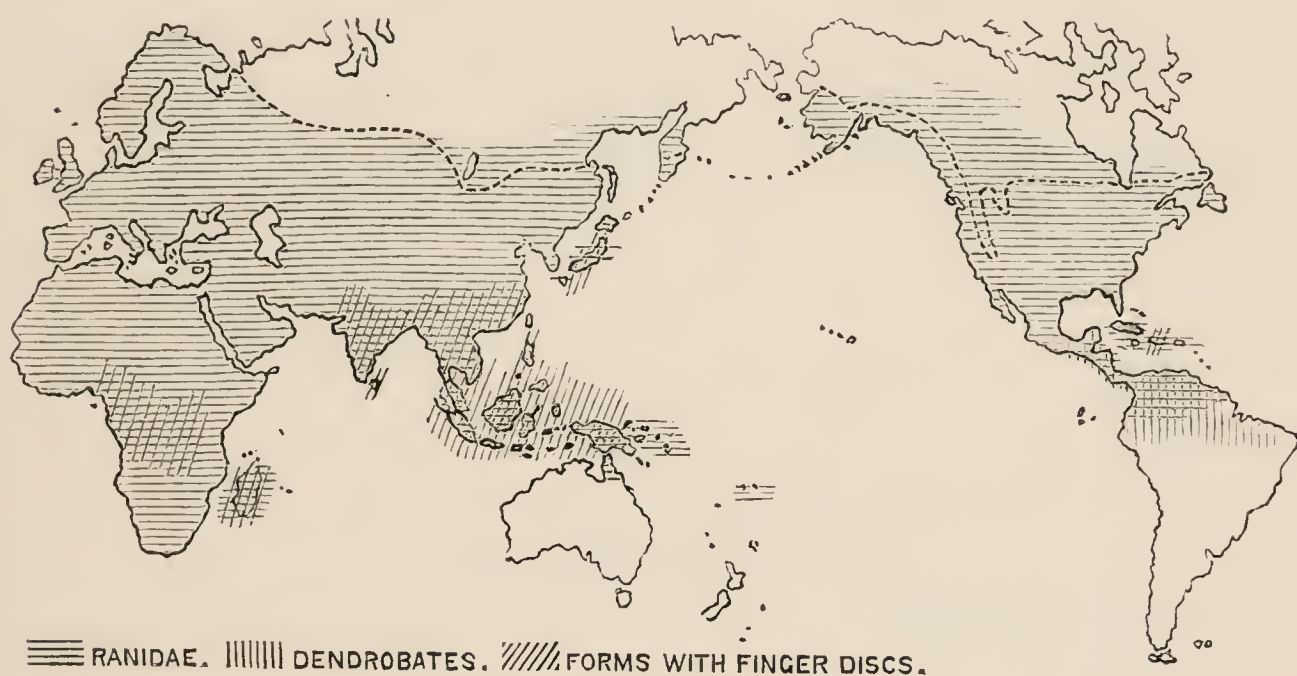 RANIDAE. DENDROBATES. FORMS WITH FINGER DISCS.